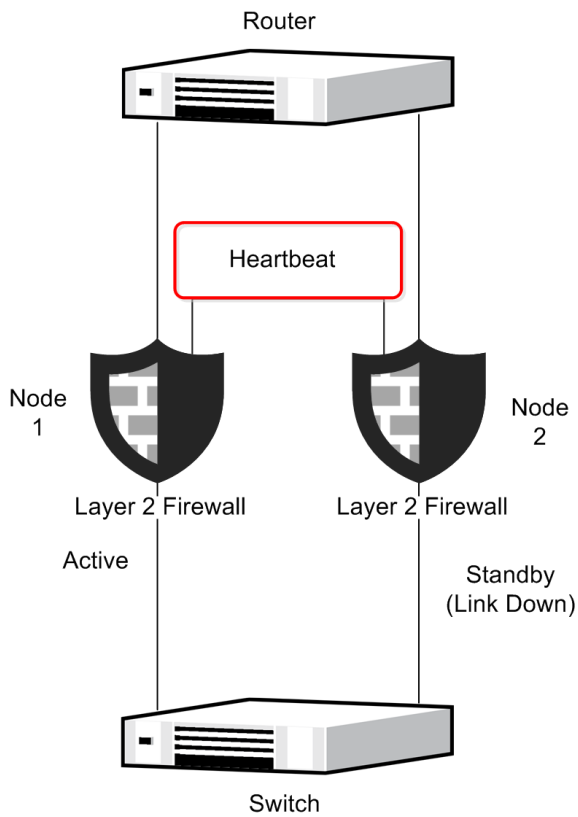 Router
Heartbeat
Node
1
Node
2
Layer 2 Firewall
Layer 2 Firewall
Active
Standby
(Link Down)
Switch